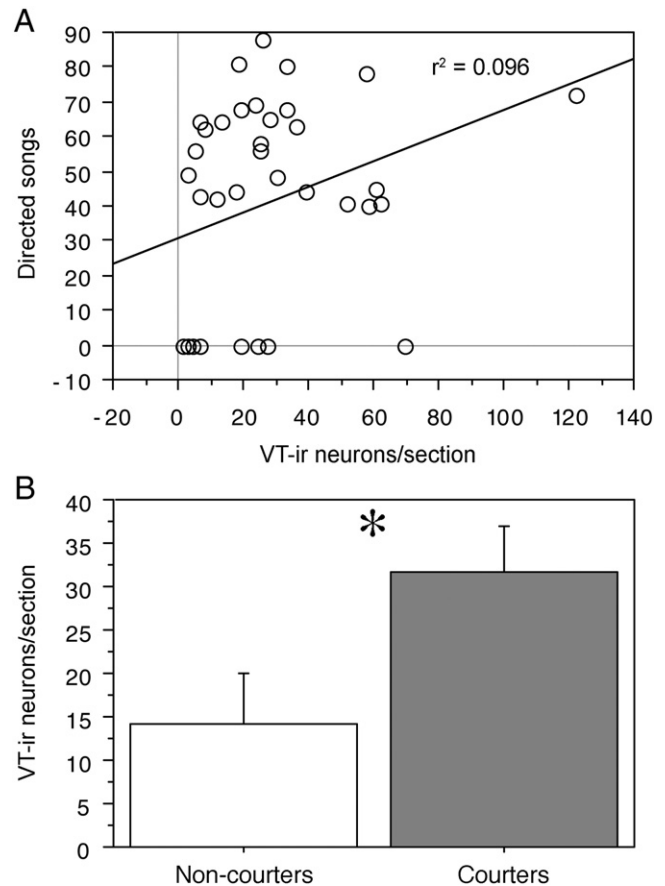 A
90
80
70
60
50
40
30
20
10
0
-10
Directed songs
r² = 0.096
-20 0 20 40 60 80 100 120 140
VT-ir neurons/section
B
40
35
30
25
20
15
10
5
0
VT-ir neurons/section
*
Non-courters Courters